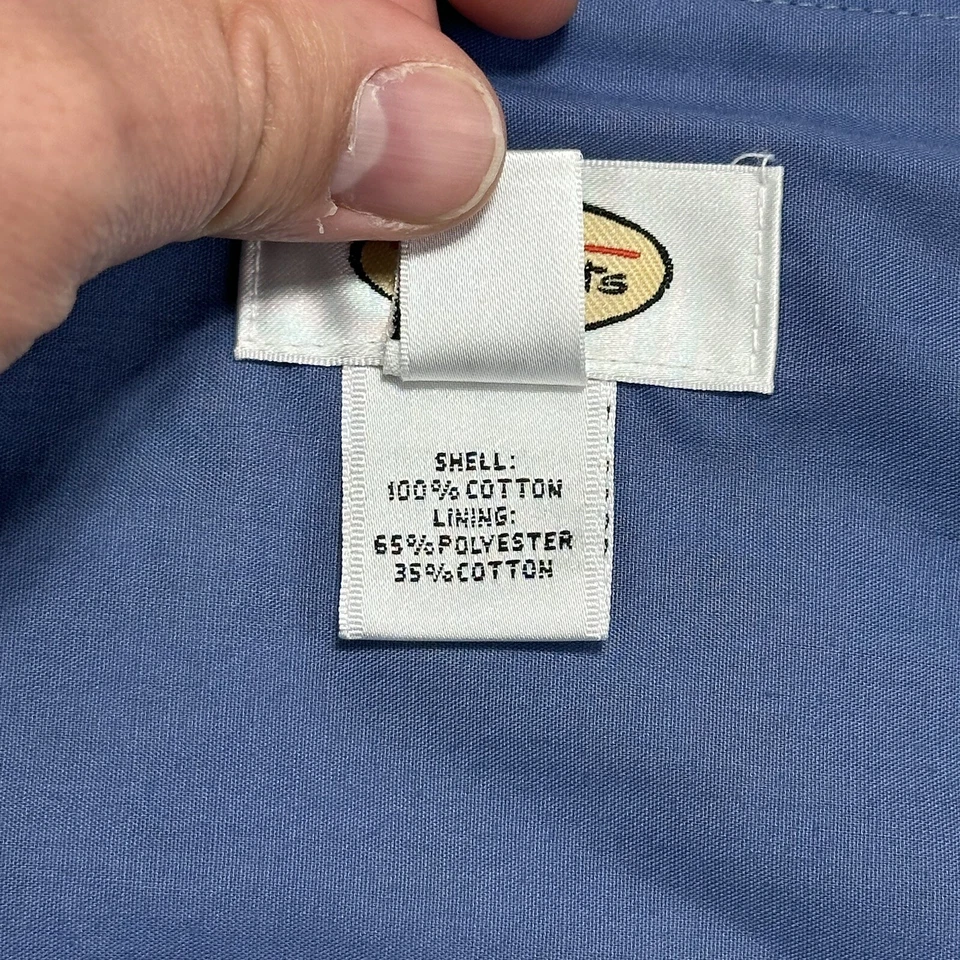 SHELL:
100% COTTON
LINING:
65% POLYESTER
35% COTTON